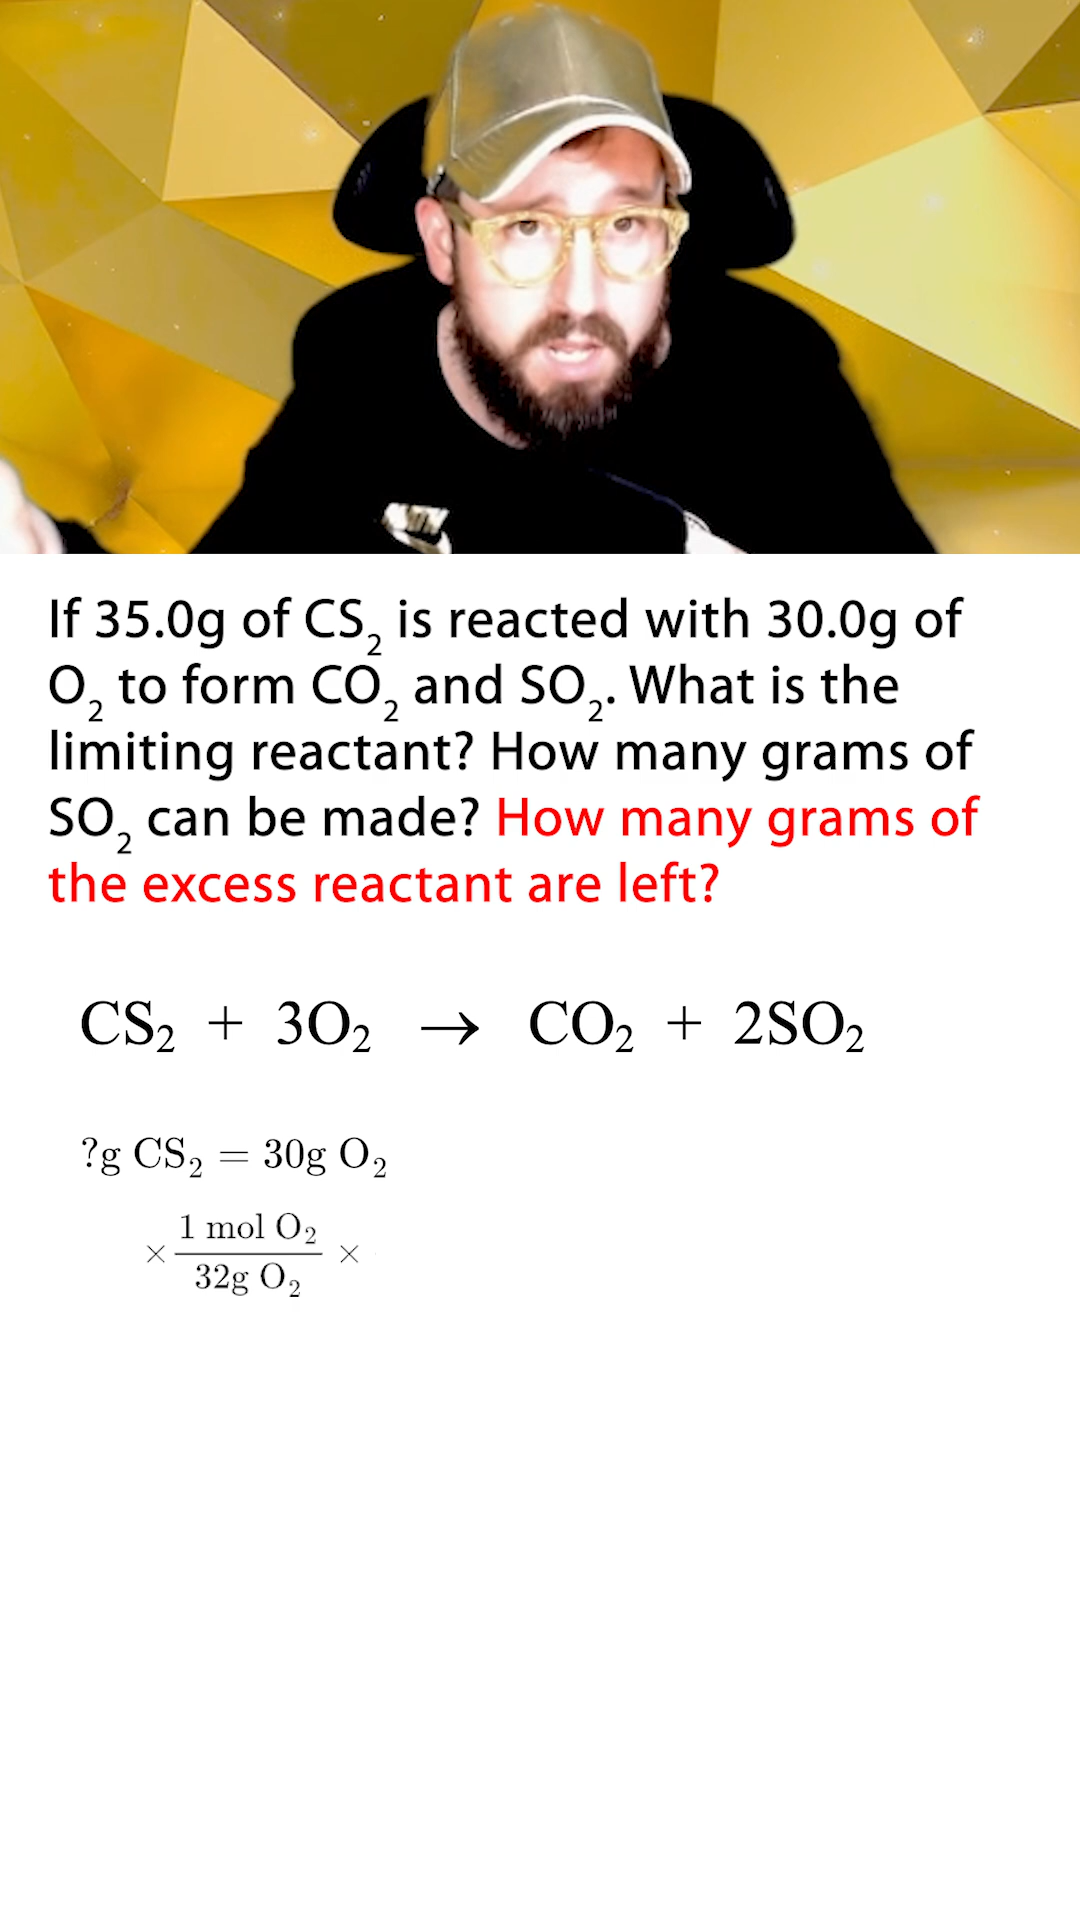 If 35.0g of CS₂ is reacted with 30.0g of
O₂ to form CO₂ and SO₂. What is the
limiting reactant? How many grams of
SO₂ can be made? How many grams of
the excess reactant are left?
CS₂ + 3O₂ → CO₂ + 2SO₂
?g CS₂ = 30g O₂
× 1 mol O₂ ×
32g O₂